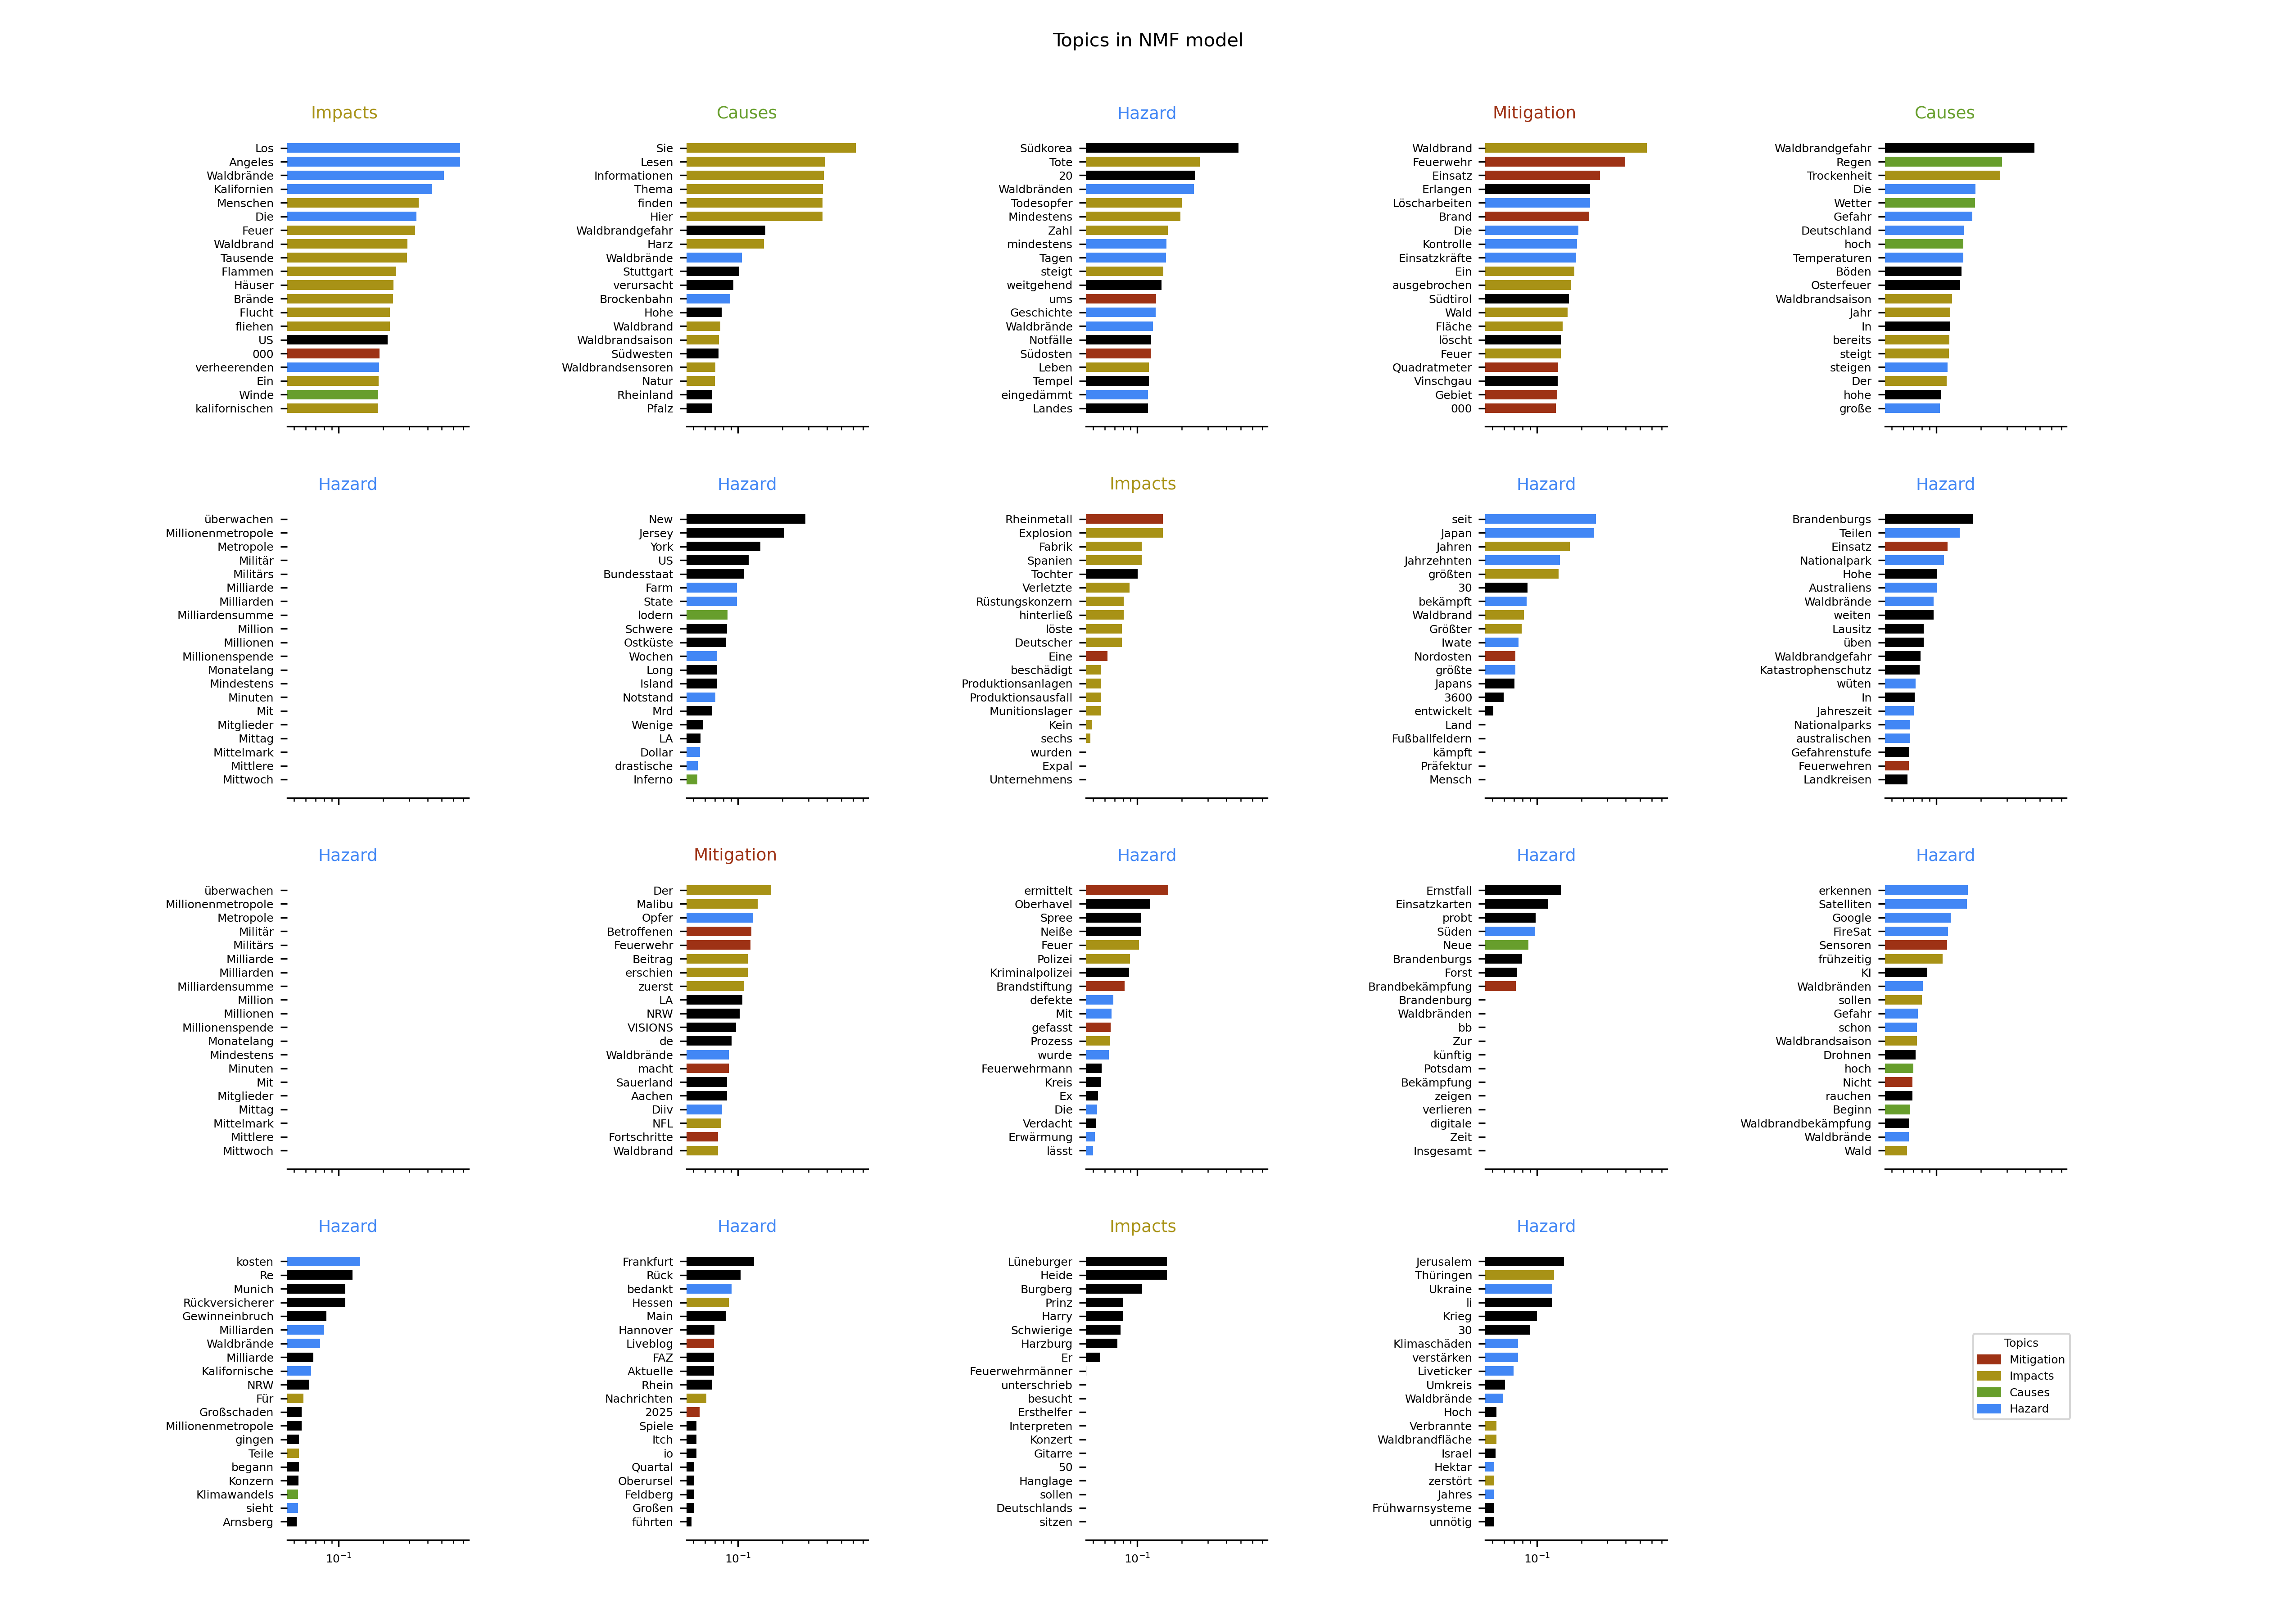 Topics in NMF model
Impacts
Los
Angeles
Waldbrände
Kalifornien
Menschen
Die
Feuer
Waldbrand
Tausende
Flammen
Häuser
Brände
Flucht
fliehen
US
000
verheerenden
Ein
Winde
kalifornischen
Causes
Sie
Lesen
Informationen
Thema
finden
Hier
Waldbrandgefahr
Harz
Waldbrände
Stuttgart
verursacht
Brockenbahn
Hohe
Waldbrand
Waldbrandsaison
Südwesten
Waldbrandsensoren
Natur
Rheinland
Pfalz
Hazard
Südkorea
Tote
20
Waldbränden
Todesopfer
Mindestens
Zahl
mindestens
Tagen
steigt
weitgehend
ums
Geschichte
Waldbrände
Notfälle
Südosten
Leben
Tempel
eingedämmt
Landes
Mitigation
Waldbrand
Feuerwehr
Einsatz
Erlangen
Löscharbeiten
Brand
Die
Kontrolle
Einsatzkräfte
Ein
ausgebrochen
Südtirol
Wald
Fläche
löscht
Feuer
Quadratmeter
Vinschgau
Gebiet
000
Causes
Waldbrandgefahr
Regen
Trockenheit
Die
Wetter
Gefahr
Deutschland
hoch
Temperaturen
Böden
Osterfeuer
Waldbrandsaison
Jahr
In
bereits
steigt
steigen
Der
hohe
große
Hazard
überwachen
Millionenmetropole
Metropole
Militär
Militärs
Milliarde
Milliarden
Milliardensumme
Million
Millionen
Millionenspende
Monatelang
Mindestens
Minuten
Mit
Mitglieder
Mittag
Mittelmark
Mittlere
Mittwoch
Hazard
New
Jersey
York
US
Bundesstaat
Farm
State
lodern
Schwere
Ostküste
Wochen
Long
Island
Notstand
Mrd
Wenige
LA
Dollar
drastische
Inferno
Impacts
Rheinmetall
Explosion
Fabrik
Spanien
Tochter
Verletzte
Rüstungskonzern
hinterließ
löste
Deutscher
Eine
beschädigt
Produktionsanlagen
Produktionsausfall
Munitionslager
Kein
sechs
wurden
Expal
Unternehmens
Hazard
seit
Japan
Jahren
Jahrzehnten
größten
30
bekämpft
Waldbrand
Größter
Iwate
Nordosten
größte
Japans
3600
entwickelt
Land
Fußballfeldern
kämpft
Präfektur
Mensch
Hazard
Brandenburgs
Teilen
Einsatz
Nationalpark
Hohe
Australiens
Waldbrände
weiten
Lausitz
üben
Waldbrandgefahr
Katastrophenschutz
wüten
In
Jahreszeit
Nationalparks
australischen
Gefahrenstufe
Feuerwehren
Landkreisen
Hazard
überwachen
Millionenmetropole
Metropole
Militär
Militärs
Milliarde
Milliarden
Milliardensumme
Million
Millionen
Millionenspende
Monatelang
Mindestens
Minuten
Mit
Mitglieder
Mittag
Mittelmark
Mittlere
Mittwoch
Mitigation
Der
Malibu
Opfer
Betroffenen
Feuerwehr
Beitrag
erschien
zuerst
LA
NRW
VISIONS
de
Waldbrände
macht
Sauerland
Aachen
Diiv
NFL
Fortschritte
Waldbrand
Hazard
ermittelt
Oberhavel
Spree
Neiße
Feuer
Polizei
Kriminalpolizei
Brandstiftung
defekte
Mit
gefasst
Prozess
wurde
Feuerwehrmann
Kreis
Ex
Die
Verdacht
Erwärmung
lässt
Hazard
Ernstfall
Einsatzkarten
probt
Süden
Neue
Brandenburgs
Forst
Brandbekämpfung
Brandenburg
Waldbränden
bb
Zur
künftig
Potsdam
Bekämpfung
zeigen
verlieren
digitale
Zeit
Insgesamt
Hazard
erkennen
Satelliten
Google
FireSat
Sensoren
frühzeitig
KI
Waldbränden
sollen
Gefahr
schon
Waldbrandsaison
Drohnen
hoch
Nicht
rauchen
Beginn
Waldbrandbekämpfung
Waldbrände
Wald
Hazard
kosten
Re
Munich
Rückversicherer
Gewinneinbruch
Milliarden
Waldbrände
Milliarde
Kalifornische
NRW
Für
Großschaden
Millionenmetropole
gingen
Teile
begann
Konzern
Klimawandels
sieht
Arnsberg
10⁻¹
Hazard
Frankfurt
Rück
bedankt
Hessen
Main
Hannover
Liveblog
FAZ
Aktuelle
Rhein
Nachrichten
2025
Spiele
Itch
io
Quartal
Oberursel
Feldberg
Großen
führten
10⁻¹
Impacts
Lüneburger
Heide
Burgberg
Prinz
Harry
Schwierige
Harzburg
Er
Feuerwehrmänner
unterschrieb
besucht
Ersthelfer
Interpreten
Konzert
Gitarre
50
Hanglage
sollen
Deutschlands
sitzen
10⁻¹
Hazard
Jerusalem
Thüringen
Ukraine
li
Krieg
30
Klimaschäden
verstärken
Liveticker
Umkreis
Waldbrände
Hoch
Verbrannte
Waldbrandfläche
Israel
Hektar
zerstört
Jahres
Frühwarnsysteme
unnötig
10⁻¹
Topics
Mitigation
Impacts
Causes
Hazard